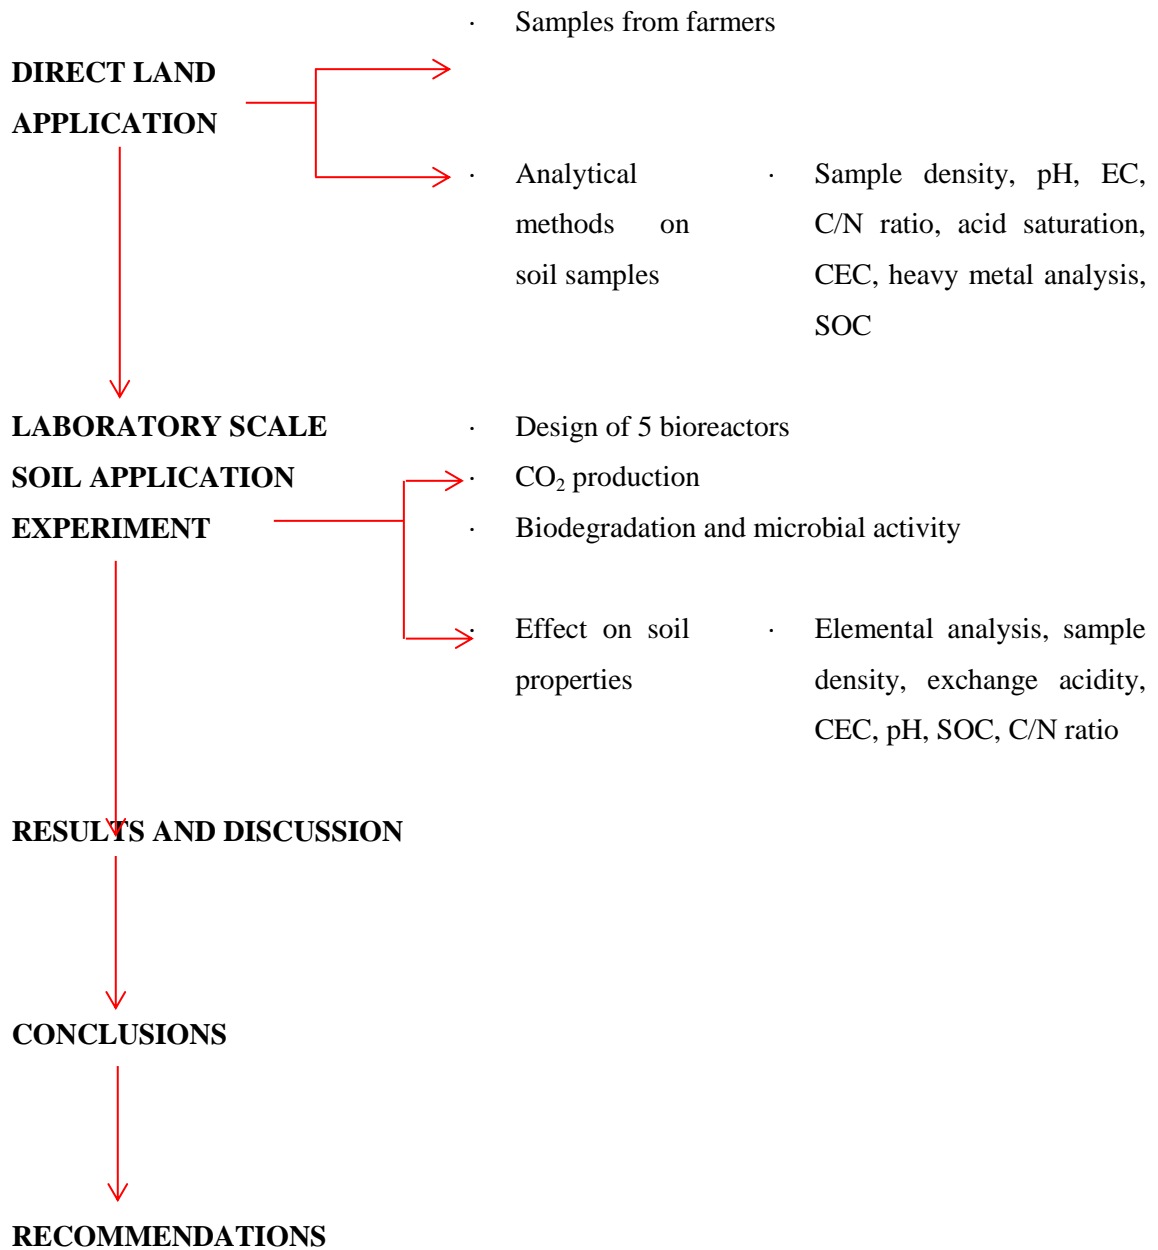 · Samples from farmers
DIRECT LAND
APPLICATION
· Analytical
methods on
soil samples
· Sample density, pH, EC,
C/N ratio, acid saturation,
CEC, heavy metal analysis,
SOC
LABORATORY SCALE
SOIL APPLICATION
EXPERIMENT
· Design of 5 bioreactors
· CO₂ production
· Biodegradation and microbial activity
· Effect on soil
properties
· Elemental analysis, sample
density, exchange acidity,
CEC, pH, SOC, C/N ratio
RESULTS AND DISCUSSION
CONCLUSIONS
RECOMMENDATIONS